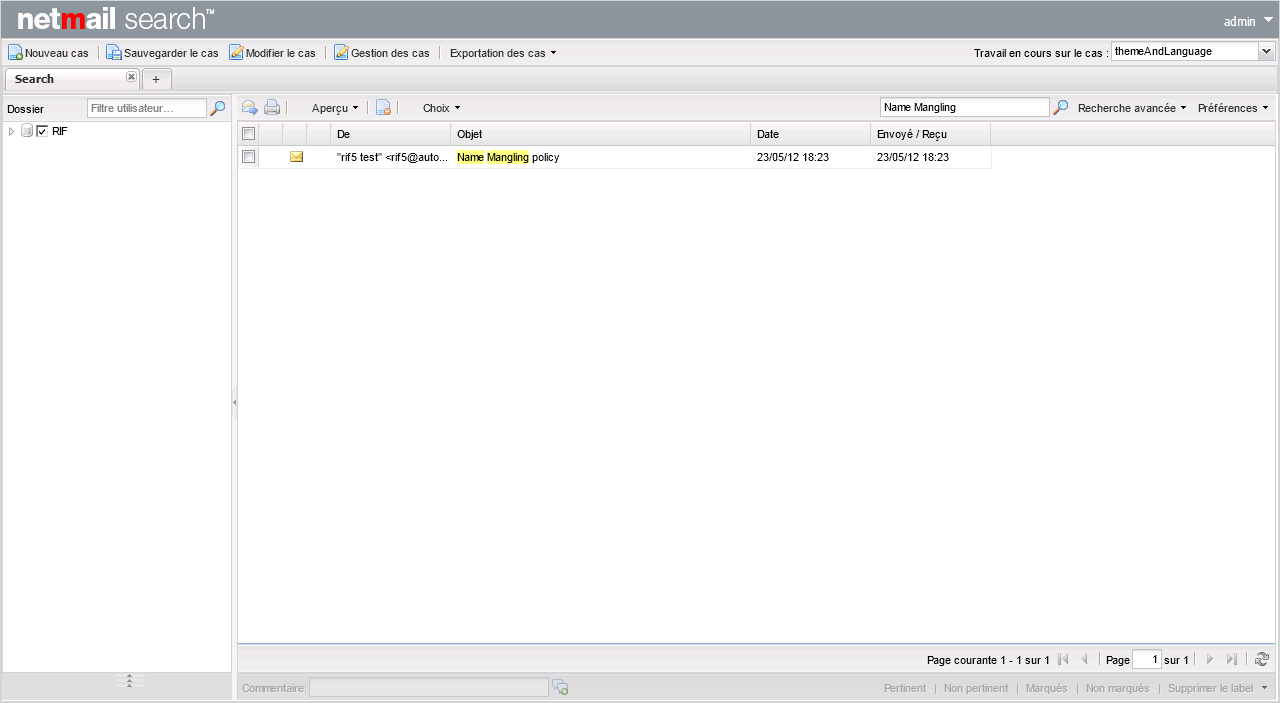 netmail search™
admin
Nouveau cas Sauvegarder le cas Modifier le cas Gestion des cas Exportation des cas Travail en cours sur le cas : themeAndLanguage
Search +
Dossier Filtre utilisateur... Aperçu Choix Name Mangling Recherche avancée Préférences
RIF
De Objet Date Envoyé / Reçu
"rif5 test" <rif5@auto... Name Mangling policy 23/05/12 18:23 23/05/12 18:23
Page courante 1 - 1 sur 1 Page 1 sur 1
Commentaire: Pertinent Non pertinent Marqués Non marqués Supprimer le label